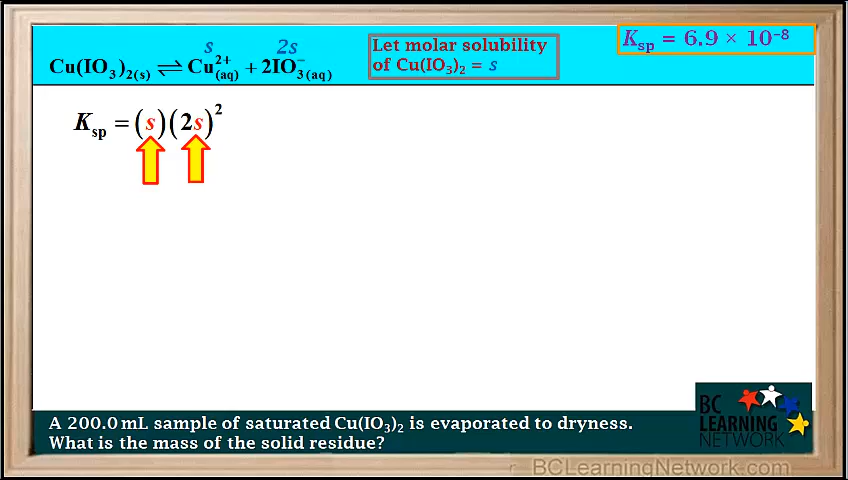 s 2s
Cu(IO₃)₂(s) ⇌ Cu²⁺(aq) + 2IO₃⁻(aq)
Let molar solubility
of Cu(IO₃)₂ = s
Ksp = 6.9 × 10⁻⁸
Ksp = (s)(2s)²
A 200.0 mL sample of saturated Cu(IO₃)₂ is evaporated to dryness.
What is the mass of the solid residue?
BC
LEARNING
NETWORK
BCLearningNetwork.com